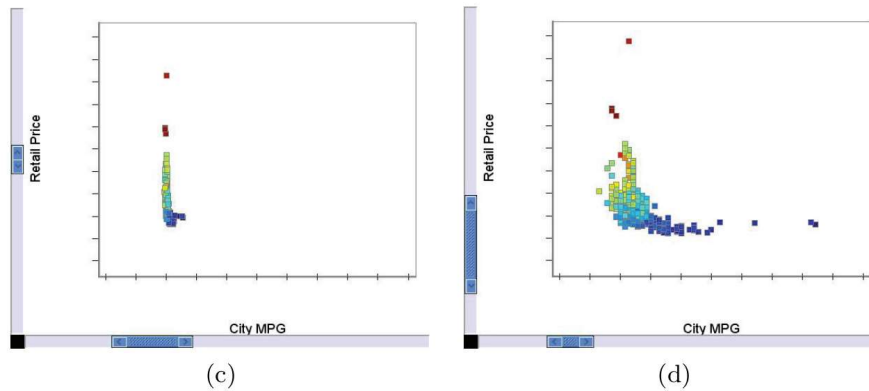 Retail Price
City MPG
(c)
Retail Price
City MPG
(d)